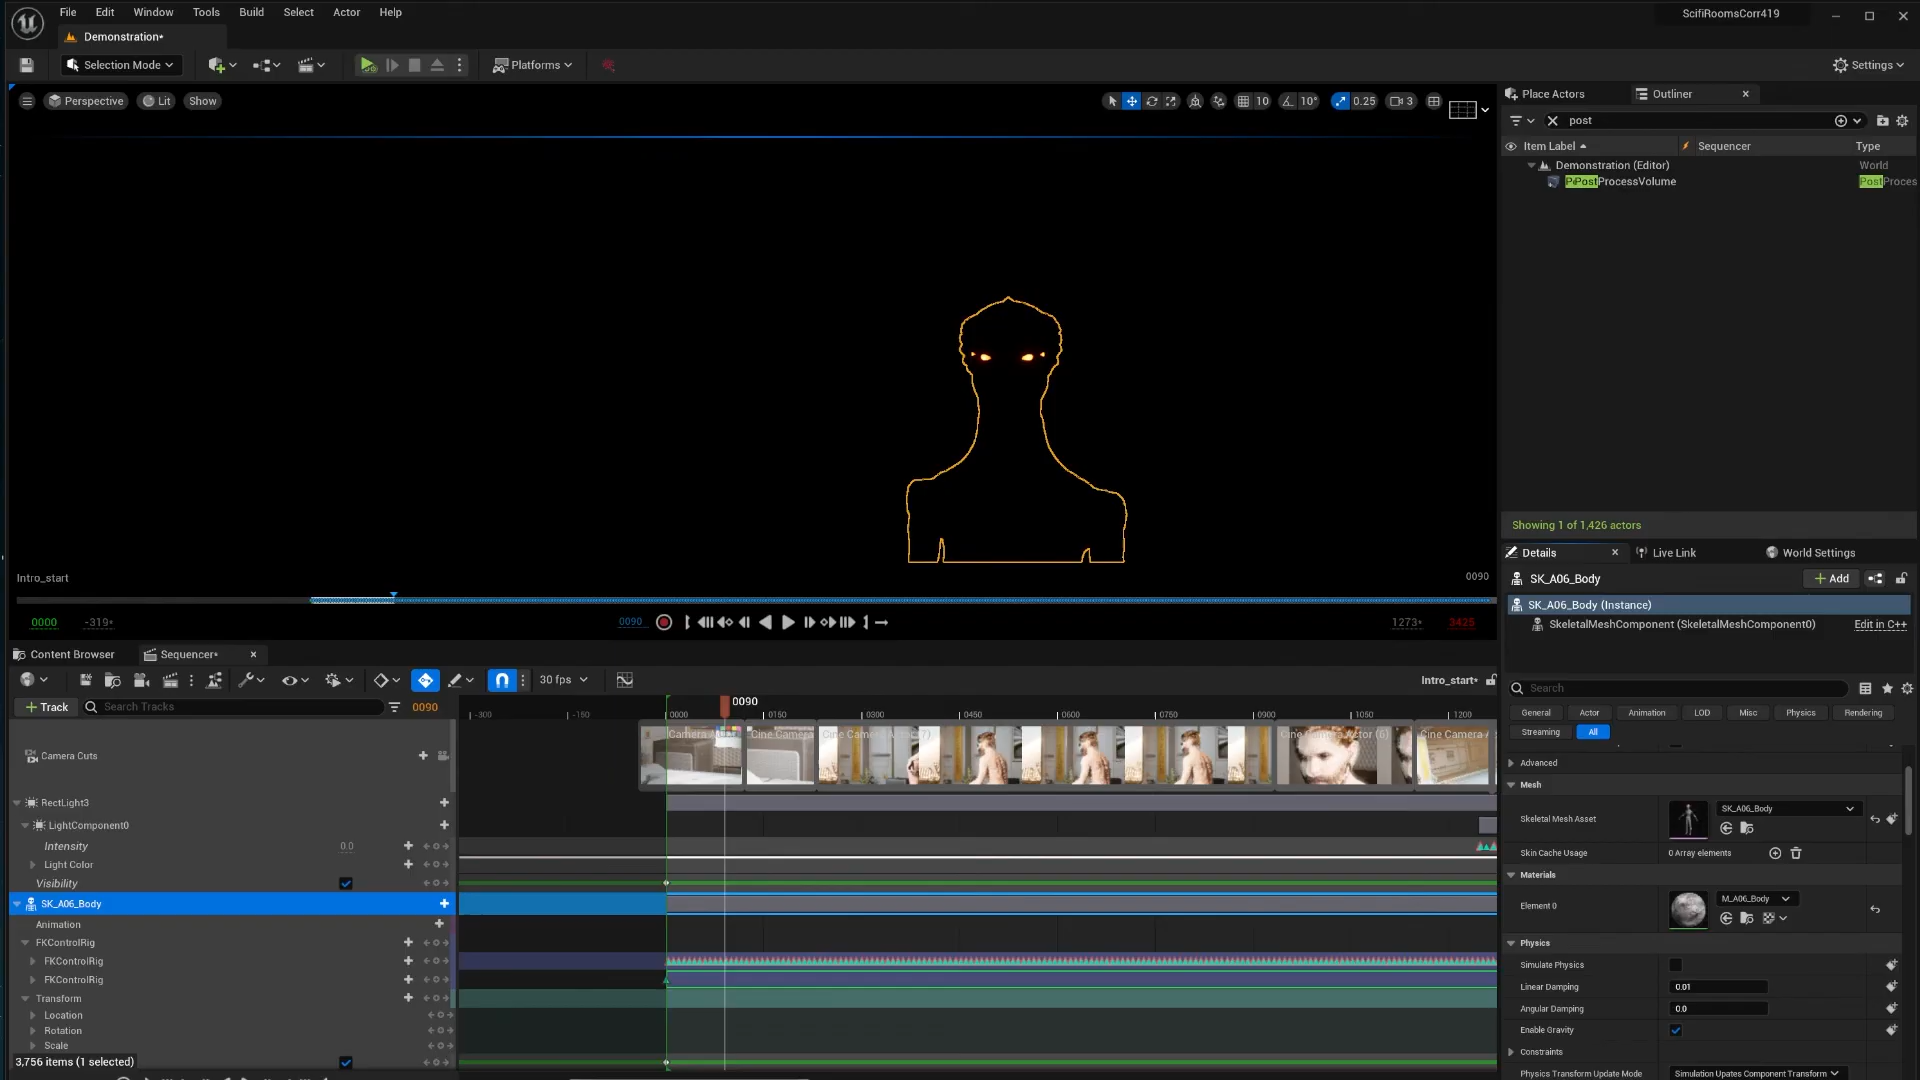 File Edit Window Tools Build Select Actor Help
ScifiRoomsCorr419
Demonstration*
Selection Mode
Platforms
Settings
Perspective Lit Show
10 10° 0.25 3
Place Actors Outliner
post
Item Label Sequencer Type
Demonstration (Editor) World
PostProcessVolume PostProces
Showing 1 of 1,426 actors
Intro_start 0090
0000 -319* 0090 1273* 3425
Content Browser Sequencer*
30 fps
Intro_start*
Track Search Tracks 0090
0090
-300 -150 0000 0150 0300 0450 0600 0750 0900 1050 1200
Camera Cuts
Cine Camera Cine Camera Actor (6) Cine Camera A
RectLight3
LightComponent0
Intensity 0.0
Light Color
Visibility
SK_A06_Body
Animation
FKControlRig
FKControlRig
FKControlRig
Transform
Location
Rotation
Scale
3,756 items (1 selected)
Details Live Link World Settings
SK_A06_Body Add
SK_A06_Body (Instance)
SkeletalMeshComponent (SkeletalMeshComponent0) Edit in C++
Search
General Actor Animation LOD Misc Physics Rendering
Streaming All
Advanced
Mesh
Skeletal Mesh Asset SK_A06_Body
Skin Cache Usage 0 Array elements
Materials
Element 0 M_A06_Body
Physics
Simulate Physics
Linear Damping 0.01
Angular Damping 0.0
Enable Gravity
Constraints
Physics Transform Update Mode Simulation Upates Component Transform